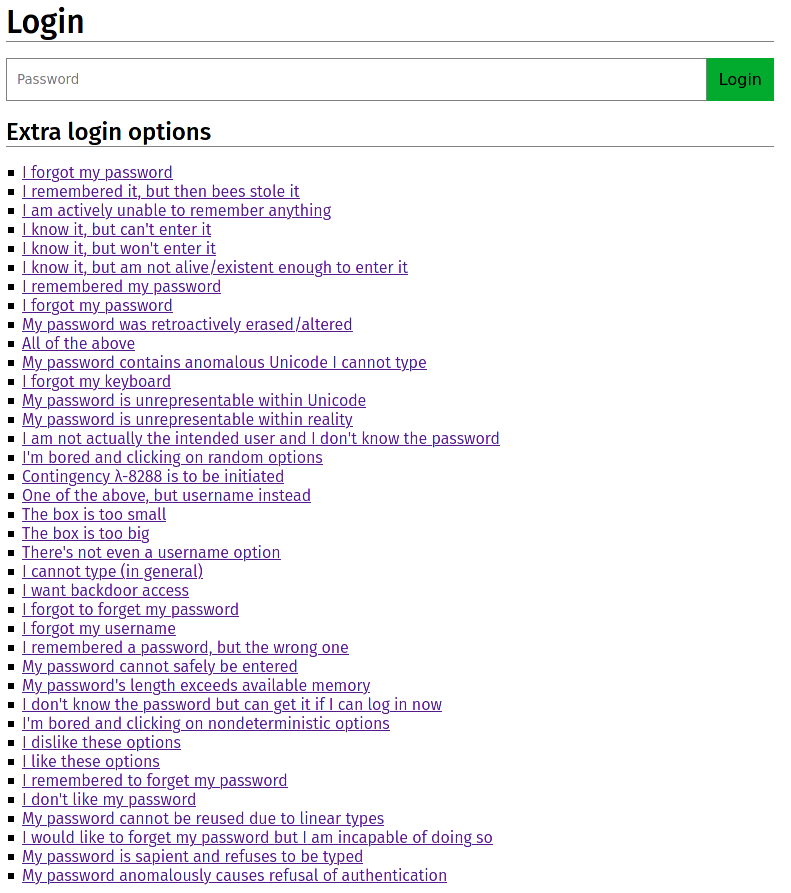 Login
Password
Login
Extra login options
I forgot my password
I remembered it, but then bees stole it
I am actively unable to remember anything
I know it, but can't enter it
I know it, but won't enter it
I know it, but am not alive/existent enough to enter it
I remembered my password
I forgot my password
My password was retroactively erased/altered
All of the above
My password contains anomalous Unicode I cannot type
I forgot my keyboard
My password is unrepresentable within Unicode
My password is unrepresentable within reality
I am not actually the intended user and I don't know the password
I'm bored and clicking on random options
Contingency λ-8288 is to be initiated
One of the above, but username instead
The box is too small
The box is too big
There's not even a username option
I cannot type (in general)
I want backdoor access
I forgot to forget my password
I forgot my username
I remembered a password, but the wrong one
My password cannot safely be entered
My password's length exceeds available memory
I don't know the password but can get it if I can log in now
I'm bored and clicking on nondeterministic options
I dislike these options
I like these options
I remembered to forget my password
I don't like my password
My password cannot be reused due to linear types
I would like to forget my password but I am incapable of doing so
My password is sapient and refuses to be typed
My password anomalously causes refusal of authentication